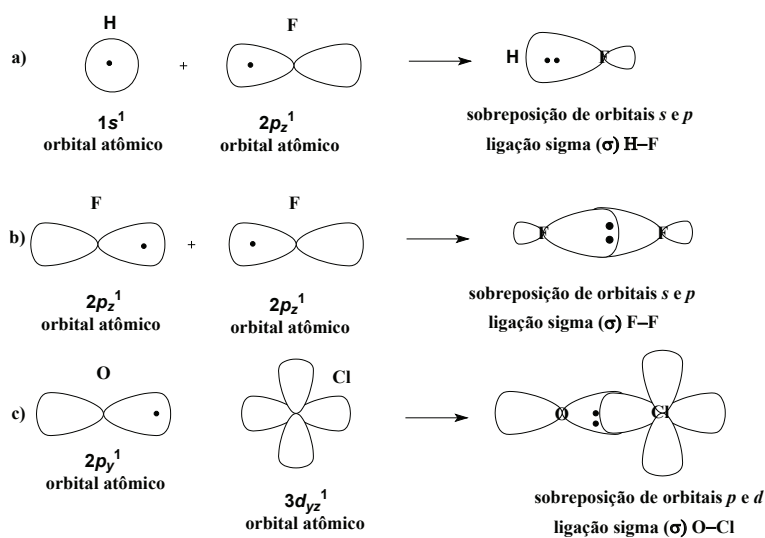 H
F
a)
+
H
F
1s¹
2pz¹
sobreposição de orbitais s e p
orbital atômico
orbital atômico
ligação sigma (σ) H–F
F
F
b)
+
F
F
2pz¹
2pz¹
sobreposição de orbitais s e p
orbital atômico
orbital atômico
ligação sigma (σ) F–F
O
Cl
c)
O
Cl
2py¹
orbital atômico
3dyz¹
orbital atômico
sobreposição de orbitais p e d
ligação sigma (σ) O–Cl